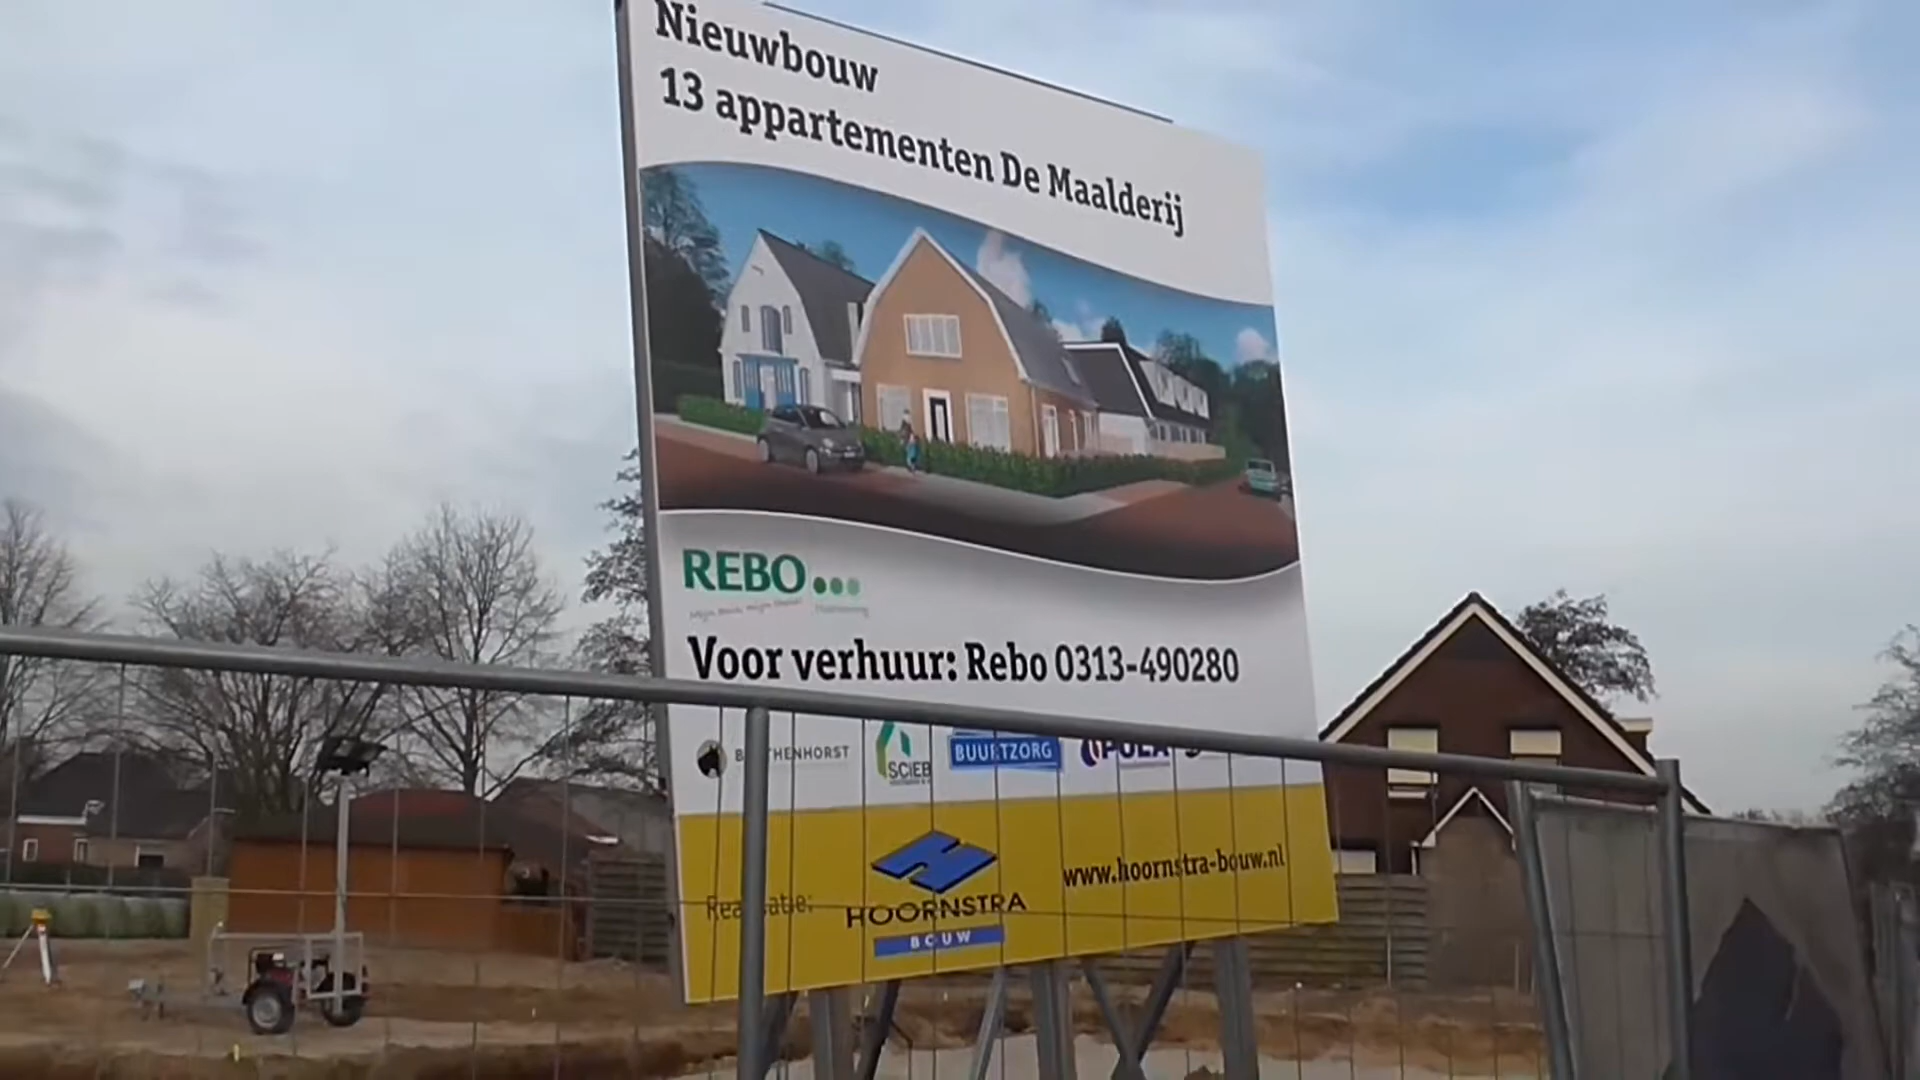 Nieuwbouw
13 appartementen De Maalderij
REBO
Voor verhuur: Rebo 0313-490280
SCiEB
BUURTZORG
www.hoornstra-bouw.nl
Realisatie:
HOORNSTRA
BOUW